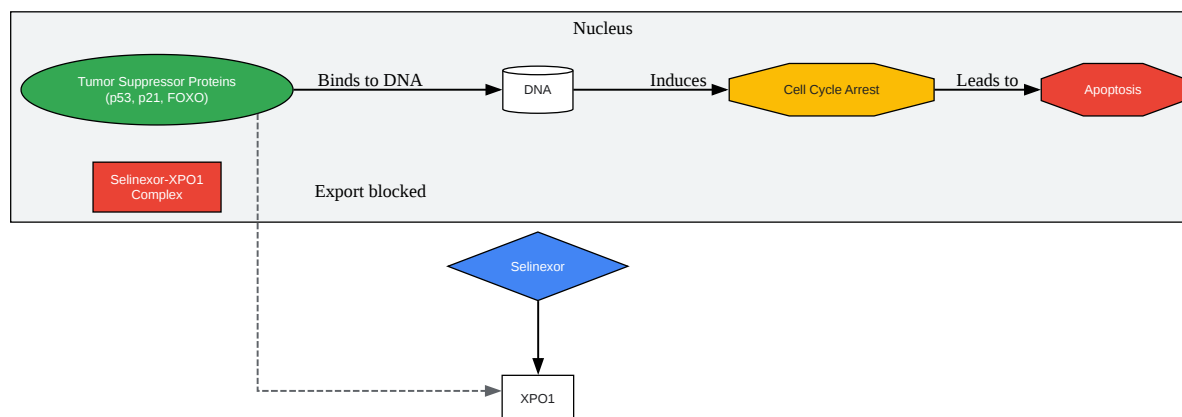 Nucleus
Tumor Suppressor Proteins
(p53, p21, FOXO)
Binds to DNA
DNA
Induces
Cell Cycle Arrest
Leads to
Apoptosis
Selinexor-XPO1
Complex
Export blocked
Selinexor
XPO1